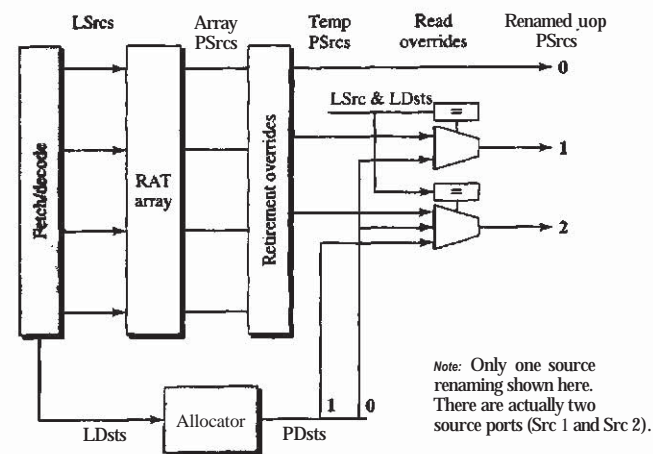 LSrcs
Array
PSrcs
Temp
PSrcs
Read
overrides
Renamed uop
PSrcs
0
LSrc & LDsts
=
1
=
2
Fetch/decode
RAT
array
Retirement overrides
1
0
Allocator
LDsts
PDsts
Note: Only one source
renaming shown here.
There are actually two
source ports (Src 1 and Src 2).